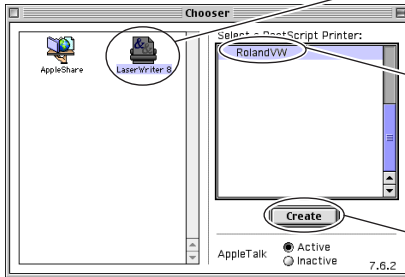 Chooser
AppleShare
LaserWriter 8
Select a PostScript Printer:
RolandVW
Create
AppleTalk
Active
Inactive
7.6.2